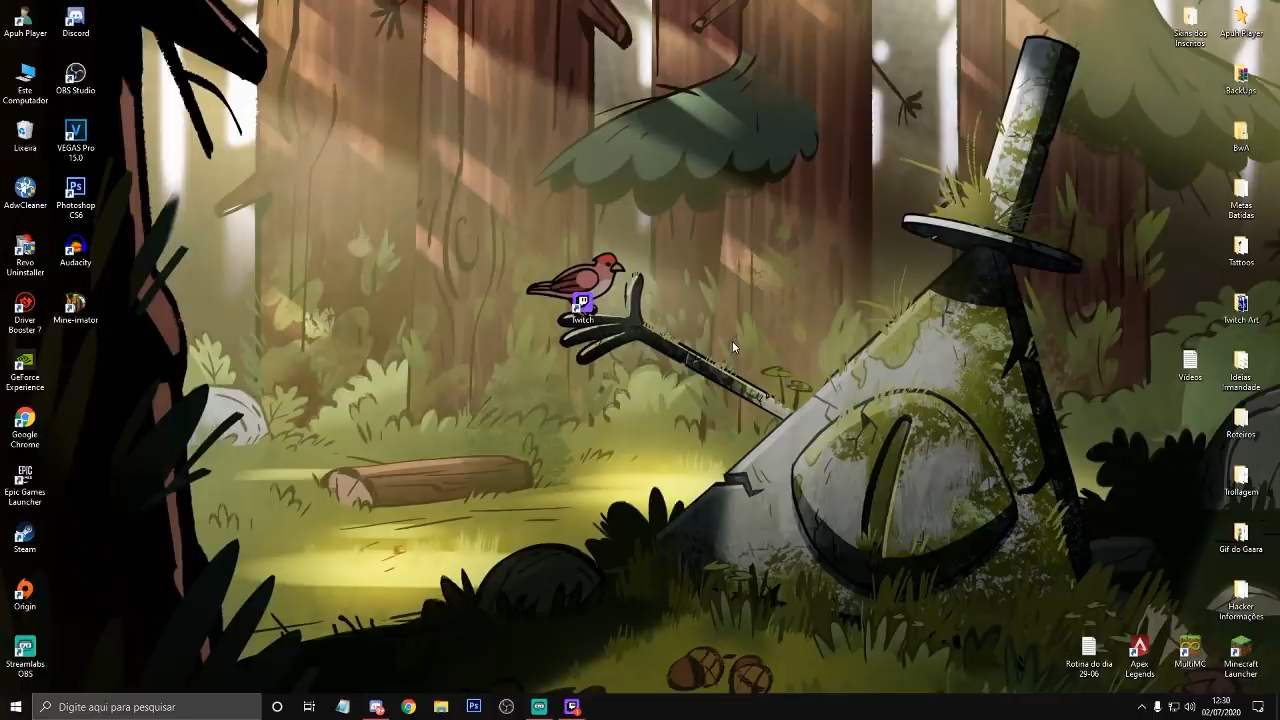 Apuh Player
Discord
Este
Computador
OBS Studio
Lixeira
VEGAS Pro
15.0
AdwCleaner
Photoshop
CS6
Revo
Uninstaller
Audacity
Driver
Booster 7
Mine-imator
GeForce
Experience
Google
Chrome
Epic Games
Launcher
Steam
Origin
Streamlabs
OBS
Twitch
Skins dos
Inscritos
Apuh Player
BackUps
BwA
Metas
Batidas
Tattoos
Twitch Art
Videos
Ideias
Irmandade
Roteiros
Trollagem
Gif do Gaara
Hacker
Informações
Rotina do dia
29-06
Apex
Legends
MultiMC
Minecraft
Launcher
Digite aqui para pesquisar
12:30
02/07/2020